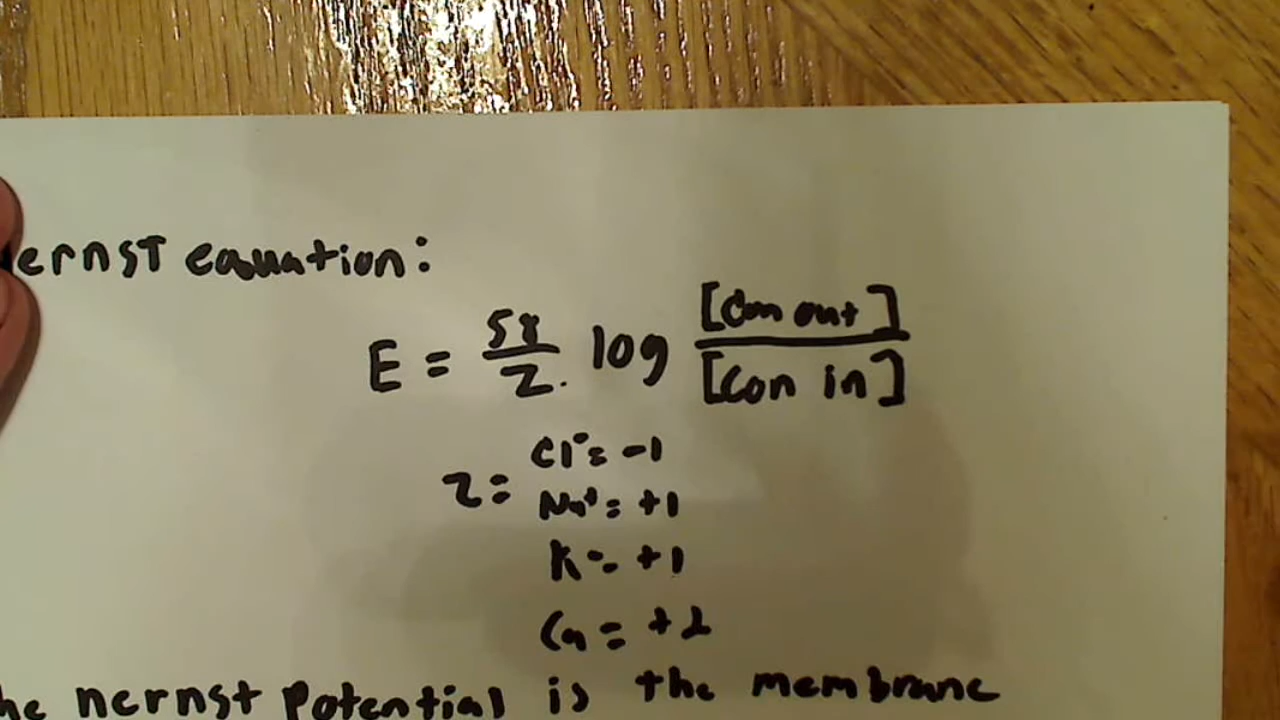 ernst equation:
E = 58/z. log [Con out]/[Con in]
z = Cl⁻ = -1
Na⁺ = +1
K = +1
Ca = +2
he nernst potential is the membrane